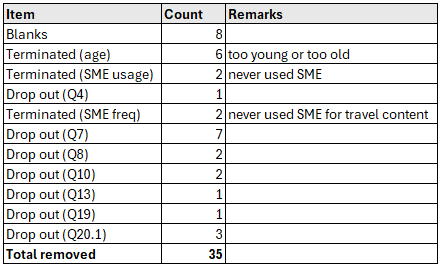 Item Count Remarks
Blanks 8
Terminated (age) 6 too young or too old
Terminated (SME usage) 2 never used SME
Drop out (Q4) 1
Terminated (SME freq) 2 never used SME for travel content
Drop out (Q7) 7
Drop out (Q8) 2
Drop out (Q10) 2
Drop out (Q13) 1
Drop out (Q19) 1
Drop out (Q20.1) 3
Total removed 35